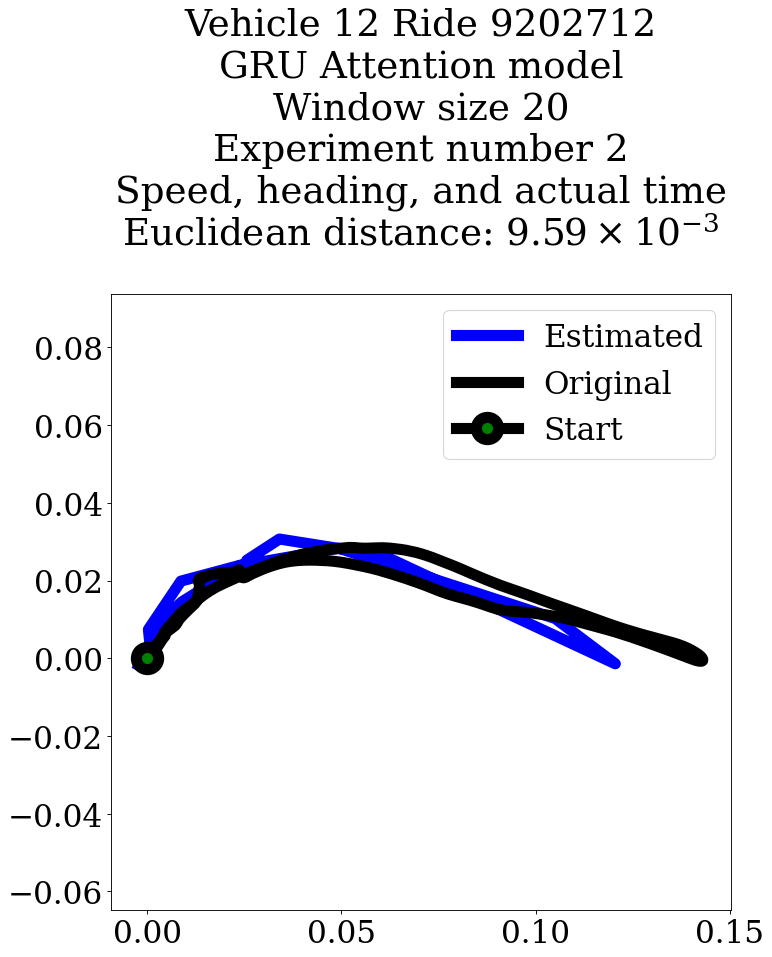 Vehicle 12 Ride 9202712
GRU Attention model
Window size 20
Experiment number 2
Speed, heading, and actual time
Euclidean distance: 9.59 × 10⁻³
Estimated
Original
Start
0.08
0.06
0.04
0.02
0.00
−0.02
−0.04
−0.06
0.00 0.05 0.10 0.15